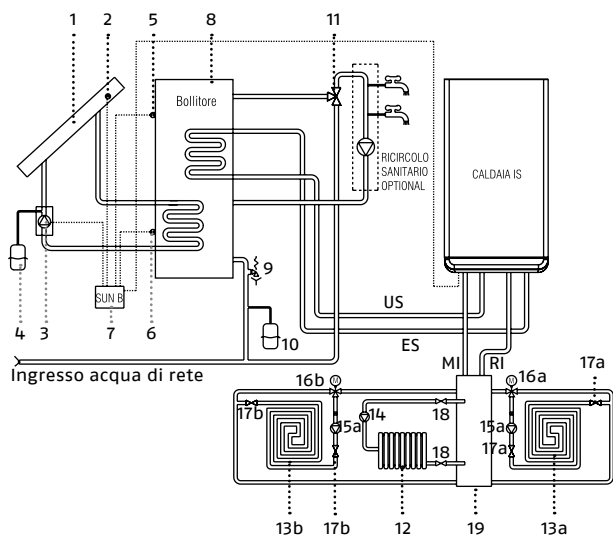 1 2 5 8 11
Bollitore
RICIRCOLO
SANITARIO
OPTIONAL
CALDAIA IS
SUN B
4 3 7 6
9
10
US
ES
Ingresso acqua di rete
MI RI
16b 16a 17a
17b 14 18
15a 15a
17a
18
13b 17b 12 19 13a
M M